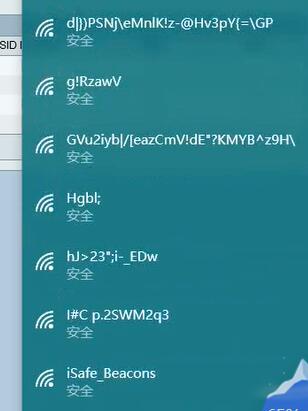 d|})PSNj\eMnlK!z-@Hv3pY{=\GP
安全
SID
g!RzawV
安全
GVu2iyb|/[eazCmV!dE"?KMYB^z9H\
安全
Hgbl;
安全
hJ>23";i-_EDw
安全
I#C p.2SWM2q3
安全
iSafe_Beacons
安全